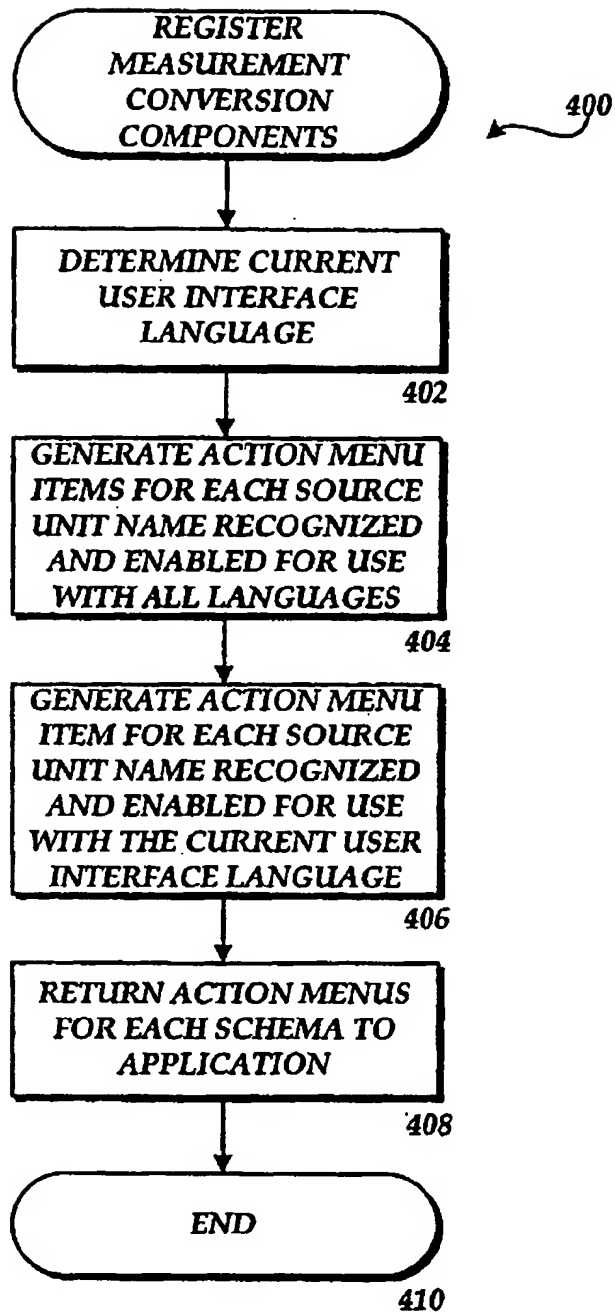 REGISTER
MEASUREMENT
CONVERSION
COMPONENTS
400
DETERMINE CURRENT
USER INTERFACE
LANGUAGE
402
GENERATE ACTION MENU
ITEMS FOR EACH SOURCE
UNIT NAME RECOGNIZED
AND ENABLED FOR USE
WITH ALL LANGUAGES
404
GENERATE ACTION MENU
ITEM FOR EACH SOURCE
UNIT NAME RECOGNIZED
AND ENABLED FOR USE
WITH THE CURRENT USER
INTERFACE LANGUAGE
406
RETURN ACTION MENUS
FOR EACH SCHEMA TO
APPLICATION
408
END
410